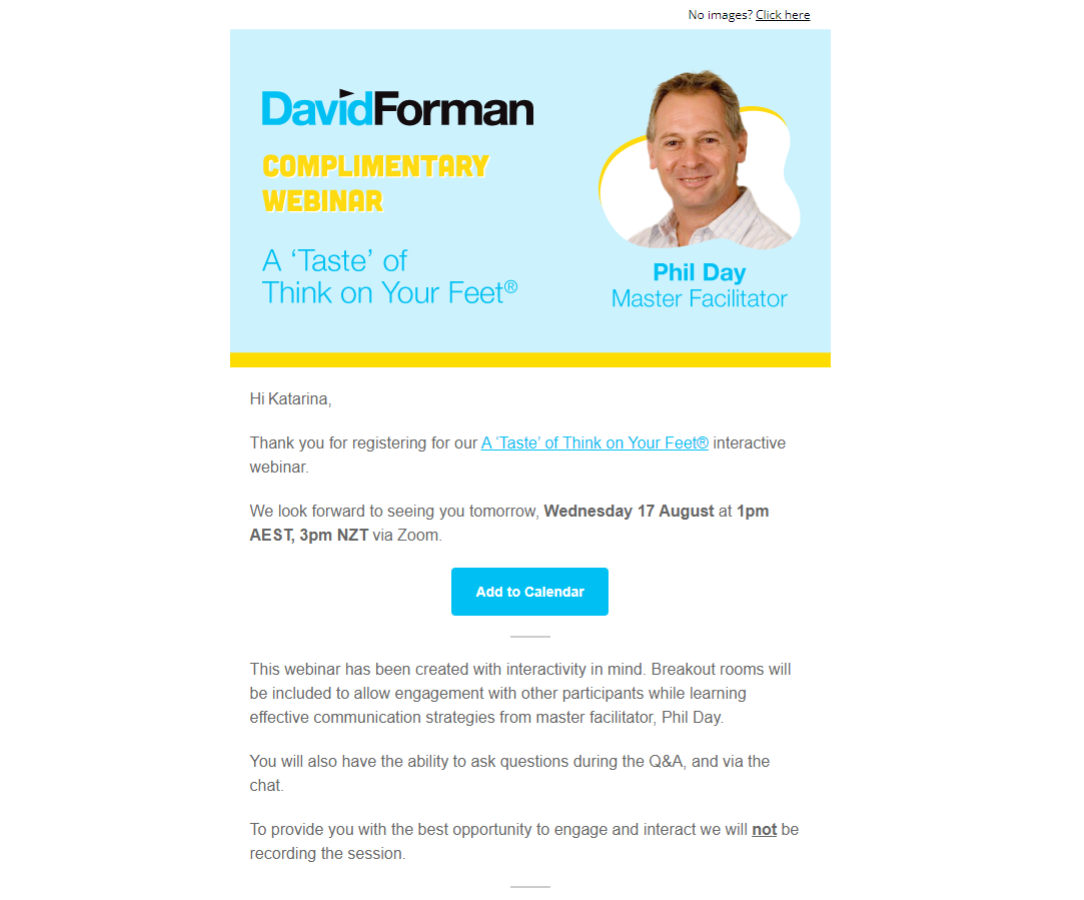 No images? Click here
DavidForman
COMPLIMENTARY
WEBINAR
A ‘Taste’ of
Think on Your Feet®
Phil Day
Master Facilitator
Hi Katarina,
Thank you for registering for our A ‘Taste’ of Think on Your Feet® interactive
webinar.
We look forward to seeing you tomorrow, Wednesday 17 August at 1pm
AEST, 3pm NZT via Zoom.
Add to Calendar
This webinar has been created with interactivity in mind. Breakout rooms will
be included to allow engagement with other participants while learning
effective communication strategies from master facilitator, Phil Day.
You will also have the ability to ask questions during the Q&A, and via the
chat.
To provide you with the best opportunity to engage and interact we will not be
recording the session.